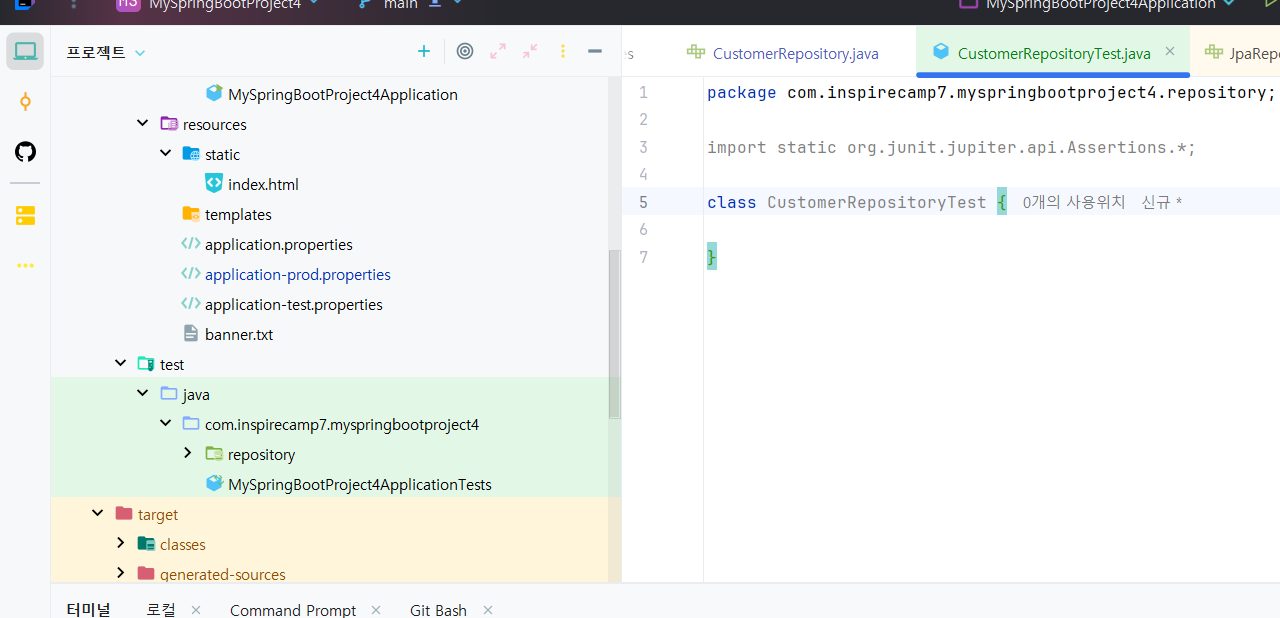 HS MySpringBootProject4 main MySpringBootProject4Application
프로젝트
MySpringBootProject4Application
resources
static
index.html
templates
application.properties
application-prod.properties
application-test.properties
banner.txt
test
java
com.inspirecamp7.myspringbootproject4
repository
MySpringBootProject4ApplicationTests
target
classes
generated-sources
CustomerRepository.java CustomerRepositoryTest.java
1 package com.inspirecamp7.myspringbootproject4.repository;
2
3 import static org.junit.jupiter.api.Assertions.*;
4
5 class CustomerRepositoryTest { 0개의 사용위치 신규 *
6
7 }
터미널 로컬 Command Prompt Git Bash